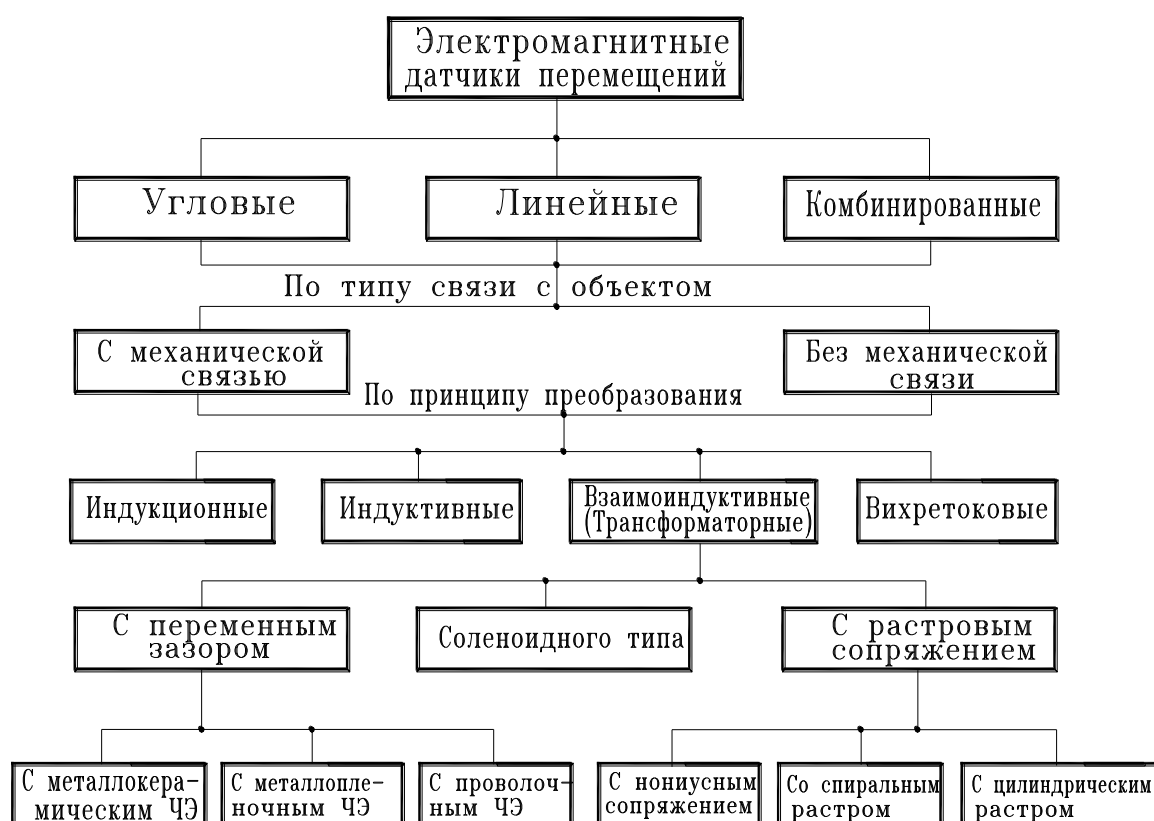 Электромагнитные
датчики перемещений
Угловые
Линейные
Комбинированные
По типу связи с объектом
С механической
связью
Без механической
связи
По принципу преобразования
Индукционные
Индуктивные
Взаимоиндуктивные
(Трансформаторные)
Вихретоковые
С переменным
зазором
Соленоидного типа
С растровым
сопряжением
С металлокера-
мическим ЧЭ
С металлопле-
ночным ЧЭ
С проволоч-
ным ЧЭ
С нониусным
сопряжением
Со спиральным
растром
С цилиндрическим
растром